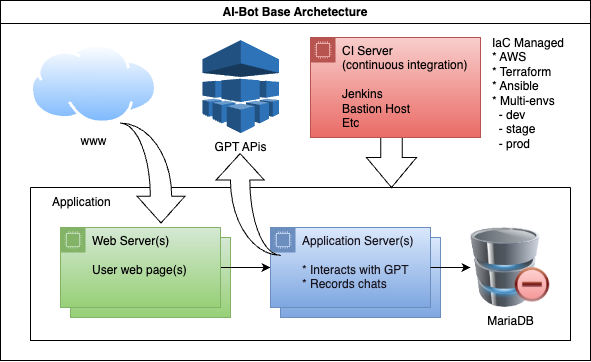 AI-Bot Base Archetecture
www
GPT APis
CI Server
(continuous integration)
Jenkins
Bastion Host
Etc
IaC Managed
* AWS
* Terraform
* Ansible
* Multi-envs
- dev
- stage
- prod
Application
Web Server(s)
User web page(s)
Application Server(s)
* Interacts with GPT
* Records chats
MariaDB